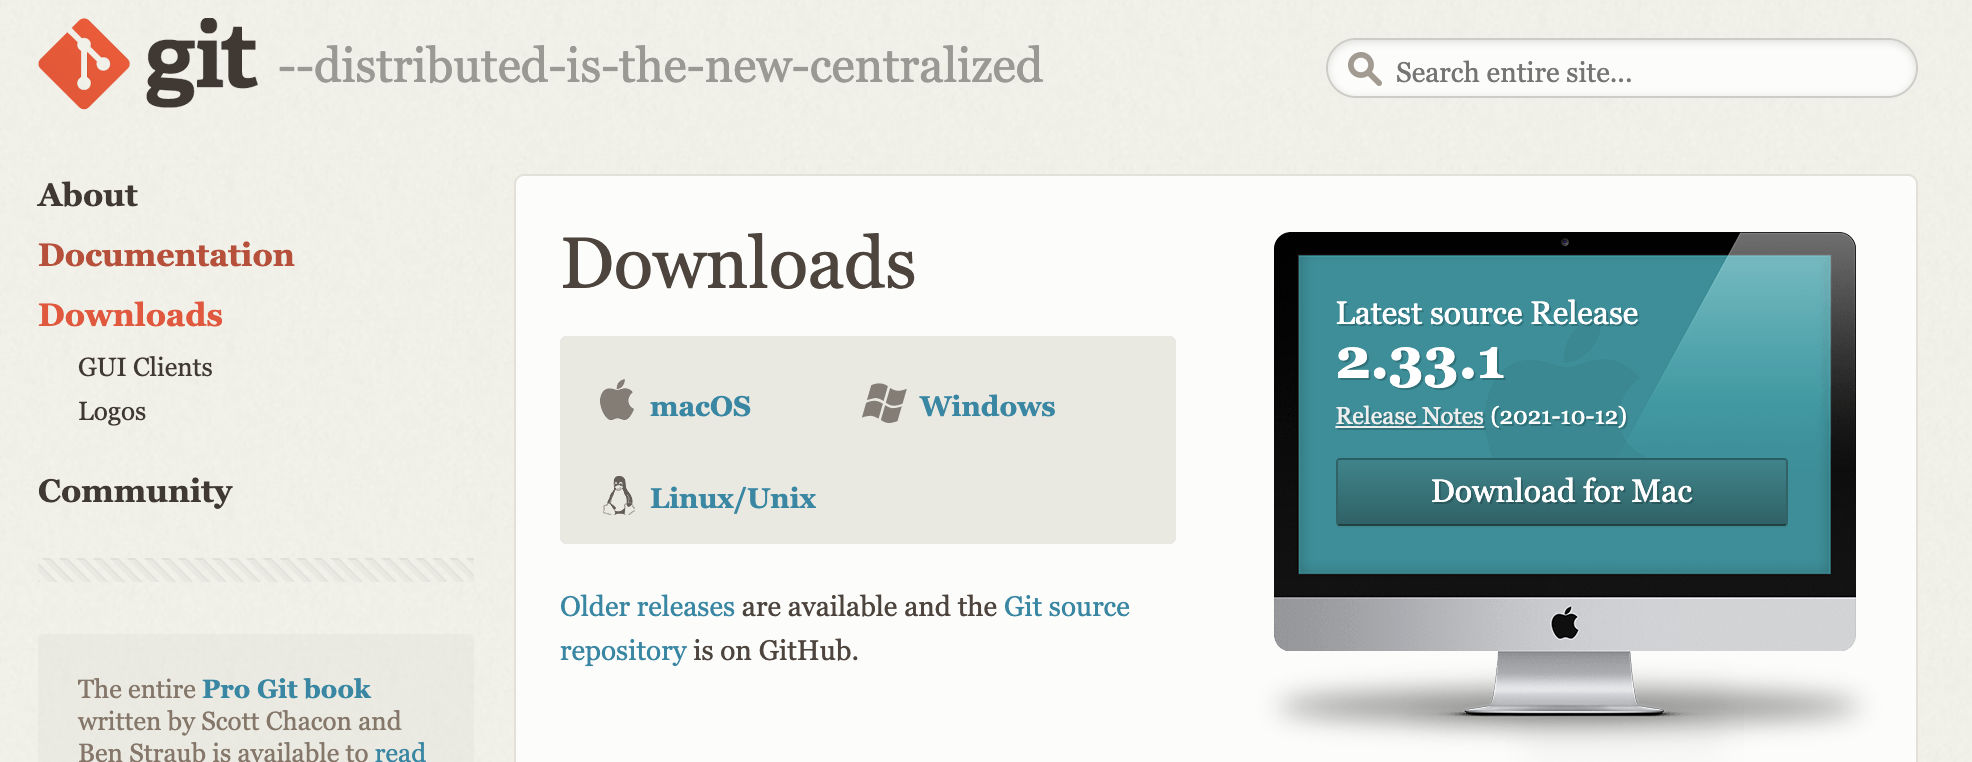 git --distributed-is-the-new-centralized
Search entire site...
About
Documentation
Downloads
GUI Clients
Logos
Community
The entire Pro Git book
written by Scott Chacon and
Ben Straub is available to read
Downloads
macOS
Windows
Linux/Unix
Older releases are available and the Git source
repository is on GitHub.
Latest source Release
2.33.1
Release Notes (2021-10-12)
Download for Mac